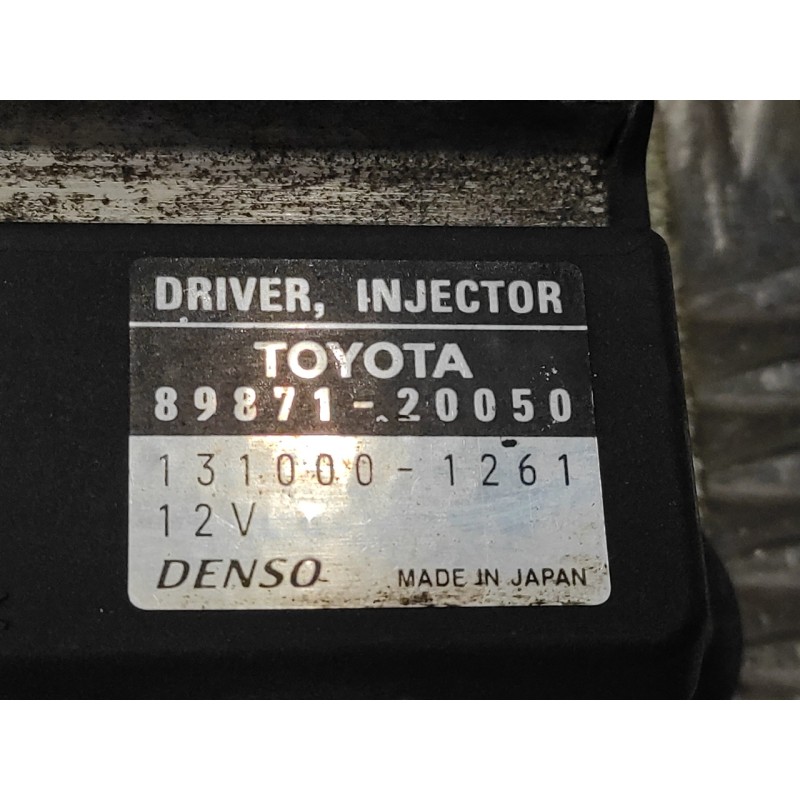 DRIVER, INJECTOR
TOYOTA
89871-20050
131000-1261
12V
DENSO
MADE IN JAPAN